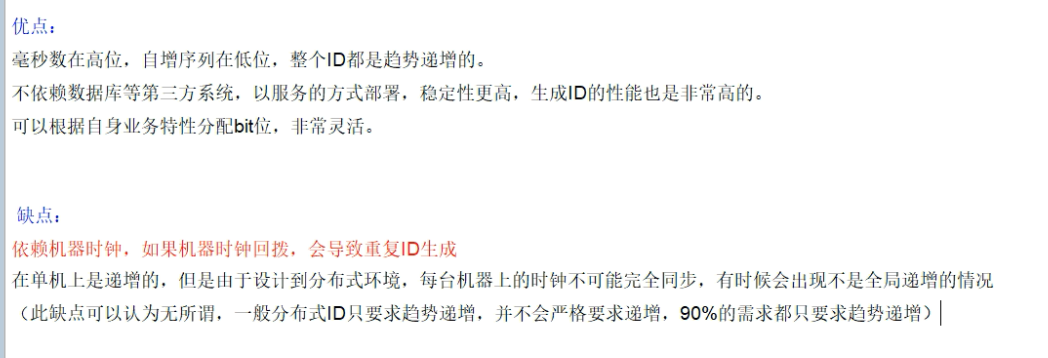 优点：
毫秒数在高位，自增序列在低位，整个ID都是趋势递增的。
不依赖数据库等第三方系统，以服务的方式部署，稳定性更高，生成ID的性能也是非常高的。
可以根据自身业务特性分配bit位，非常灵活。
缺点：
依赖机器时钟，如果机器时钟回拨，会导致重复ID生成
在单机上是递增的，但是由于设计到分布式环境，每台机器上的时钟不可能完全同步，有时候会出现不是全局递增的情况
（此缺点可以认为无所谓，一般分布式ID只要求趋势递增，并不会严格要求递增，90%的需求都只要求趋势递增）